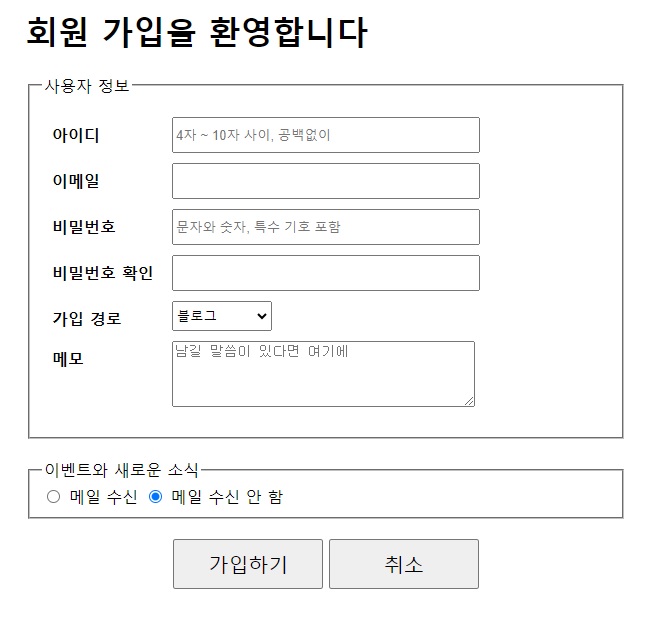 회원 가입을 환영합니다
사용자 정보
아이디 4자 ~ 10자 사이, 공백없이
이메일
비밀번호 문자와 숫자, 특수 기호 포함
비밀번호 확인
가입 경로 블로그
메모 남길 말씀이 있다면 여기에
이벤트와 새로운 소식
메일 수신 메일 수신 안 함
가입하기 취소